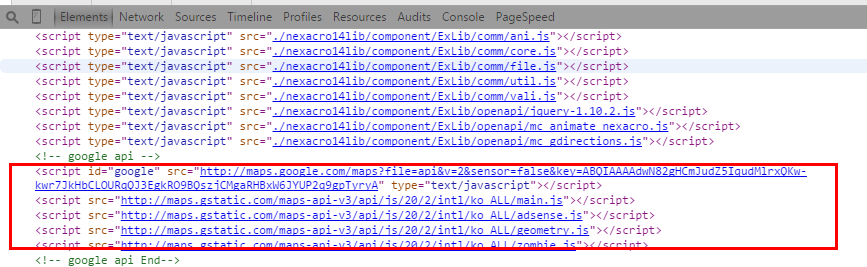 Elements Network Sources Timeline Profiles Resources Audits Console PageSpeed
<script type="text/javascript" src="./nexacro14lib/component/ExLib/comm/ani.js"></script>
<script type="text/javascript" src="./nexacro14lib/component/ExLib/comm/core.js"></script>
<script type="text/javascript" src="./nexacro14lib/component/ExLib/comm/file.js"></script>
<script type="text/javascript" src="./nexacro14lib/component/ExLib/comm/util.js"></script>
<script type="text/javascript" src="./nexacro14lib/component/ExLib/comm/vali.js"></script>
<script type="text/javascript" src="./nexacro14lib/component/ExLib/openapi/jquery-1.10.2.js"></script>
<script type="text/javascript" src="./nexacro14lib/component/ExLib/openapi/mc_animate_nexacro.js"></script>
<script type="text/javascript" src="./nexacro14lib/component/ExLib/openapi/mc_gdirections.js"></script>
<!-- google api -->
<script id="google" src="http://maps.google.com/maps?file=api&v=2&sensor=false&key=ABQIAAAAdwN82gHCmJudZ5IqudMlrxQKw-
kwr7JkHbCLOURqQJ3EgkRO9BQszjCMgaRHBxW6JYUP2q9gpTyryA" type="text/javascript"></script>
<script src="http://maps.gstatic.com/maps-api-v3/api/js/20/2/intl/ko_ALL/main.js"></script>
<script src="http://maps.gstatic.com/maps-api-v3/api/js/20/2/intl/ko_ALL/adsense.js"></script>
<script src="http://maps.gstatic.com/maps-api-v3/api/js/20/2/intl/ko_ALL/geometry.js"></script>
<script src="http://maps.gstatic.com/maps-api-v3/api/js/20/2/intl/ko_ALL/zombie.js"></script>
<!-- google api End-->